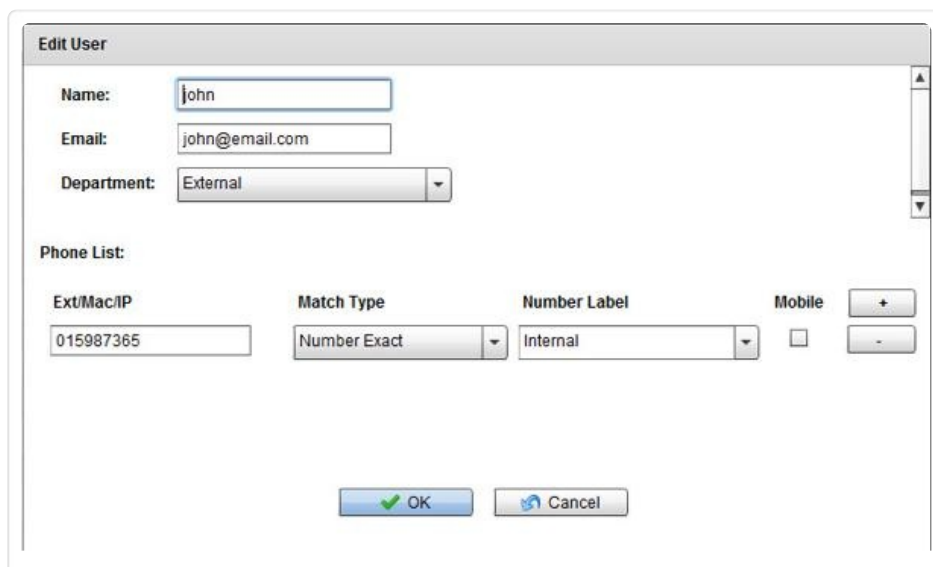 Edit User
Name: john
Email: john@email.com
Department: External
Phone List:
Ext/Mac/IP Match Type Number Label Mobile +
015987365 Number Exact Internal -
OK Cancel